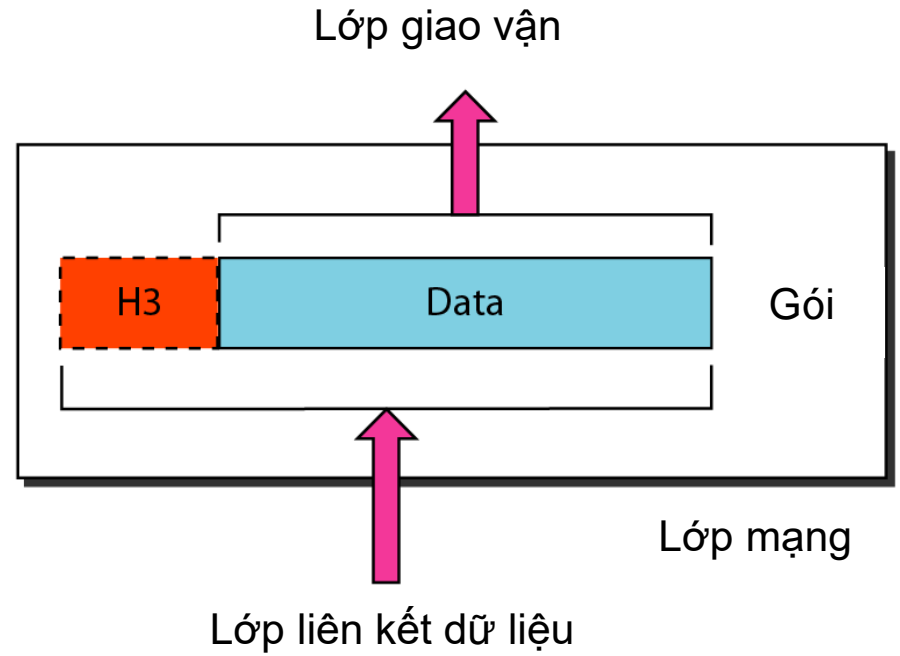 Lớp giao vận
H3
Data
Gói
Lớp mạng
Lớp liên kết dữ liệu